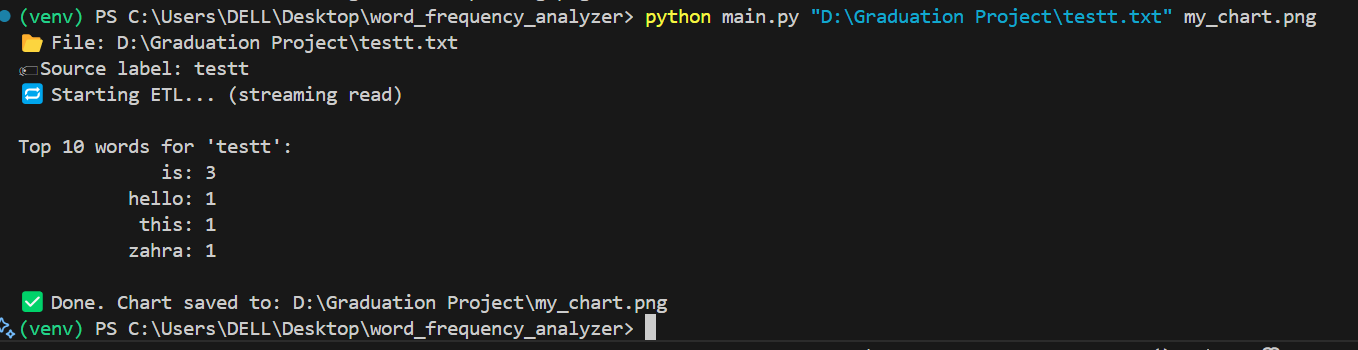 (venv) PS C:\Users\DELL\Desktop\word_frequency_analyzer> python main.py "D:\Graduation Project\testt.txt" my_chart.png
📂 File: D:\Graduation Project\testt.txt
🏷️Source label: testt
🔁 Starting ETL... (streaming read)

Top 10 words for 'testt':
             is: 3
          hello: 1
           this: 1
          zahra: 1

✅ Done. Chart saved to: D:\Graduation Project\my_chart.png
(venv) PS C:\Users\DELL\Desktop\word_frequency_analyzer>